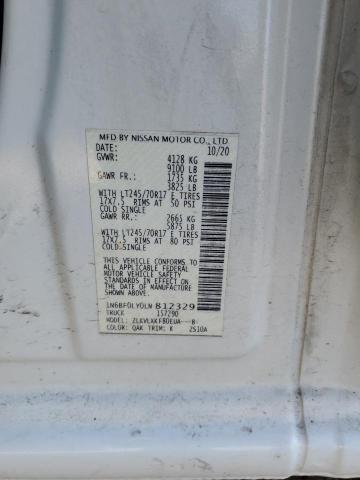 MFD BY NISSAN MOTOR CO., LTD.
DATE: 10/20
GVWR: 4128 KG
9100 LB
GAWR FR.: 1735 KG
3825 LB
WITH LT245/70R17 E TIRES
17X7.5 RIMS AT 50 PSI
COLD SINGLE
GAWR RR.: 2665 KG
5875 LB
WITH LT245/70R17 E TIRES
17X7.5 RIMS AT 80 PSI
COLD SINGLE
THIS VEHICLE CONFORMS TO ALL
APPLICABLE FEDERAL MOTOR VEHICLE
SAFETY STANDARDS IN EFFECT
ON THE DATE OF MANUFACTURE
SHOWN ABOVE.
1N6BF0LY0LN 812329
TRUCK 157290
MODEL:
COLOR: QAK TRIM: K 2S10A